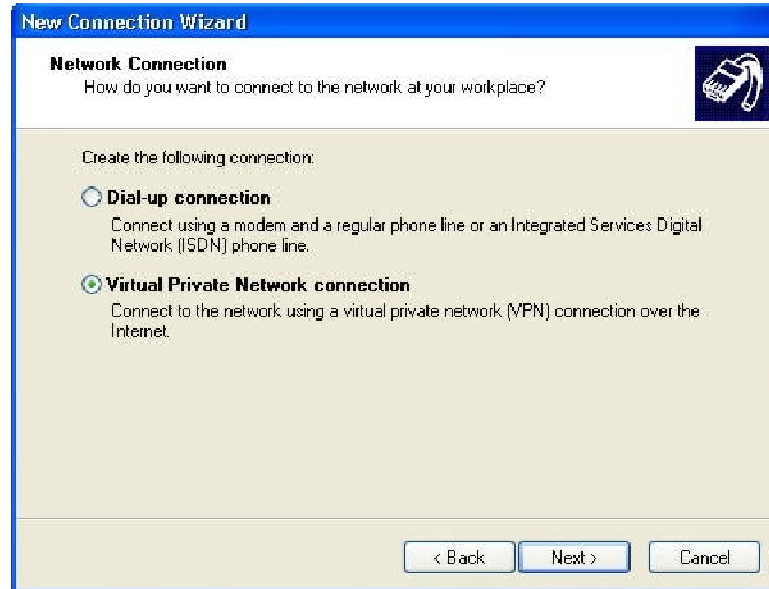 New Connection Wizard
Network Connection
How do you want to connect to the network at your workplace?
Create the following connection:
Dial-up connection
Connect using a modem and a regular phone line or an Integrated Services Digital
Network (ISDN) phone line.
Virtual Private Network connection
Connect to the network using a virtual private network (VPN) connection over the
Internet.
< Back
Next >
Cancel